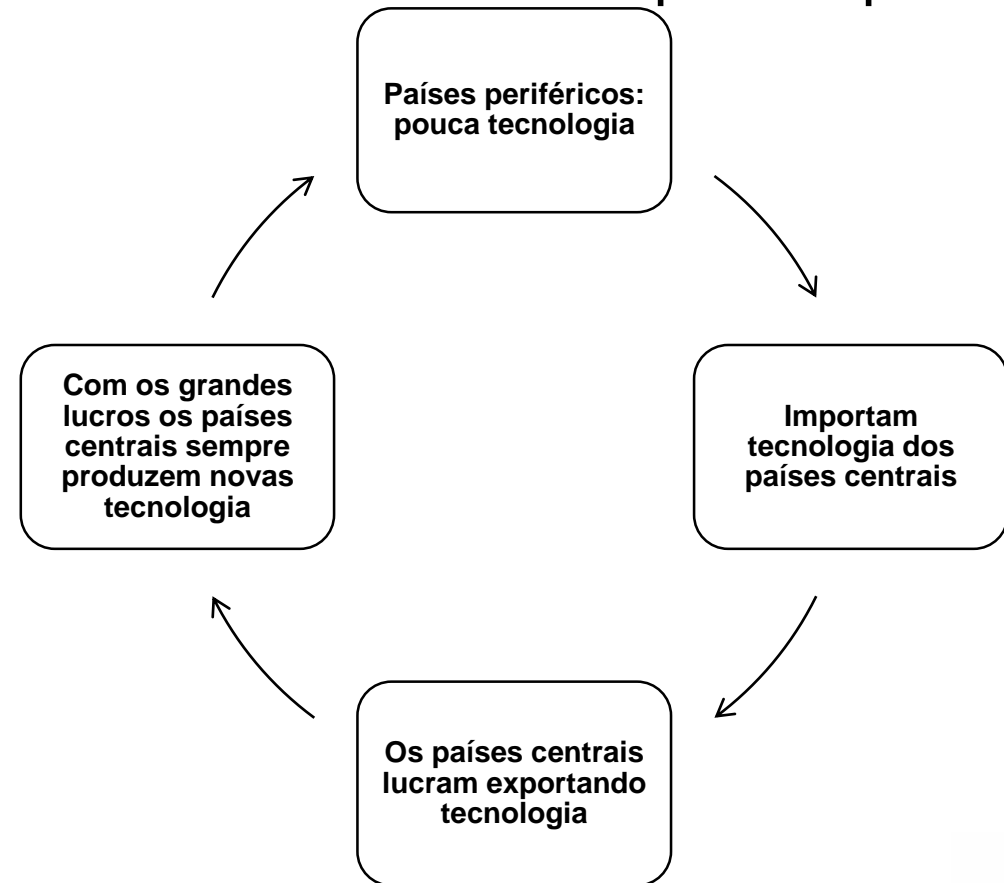 Países periféricos:
pouca tecnologia
Importam
tecnologia dos
países centrais
Os países centrais
lucram exportando
tecnologia
Com os grandes
lucros os países
centrais sempre
produzem novas
tecnologia